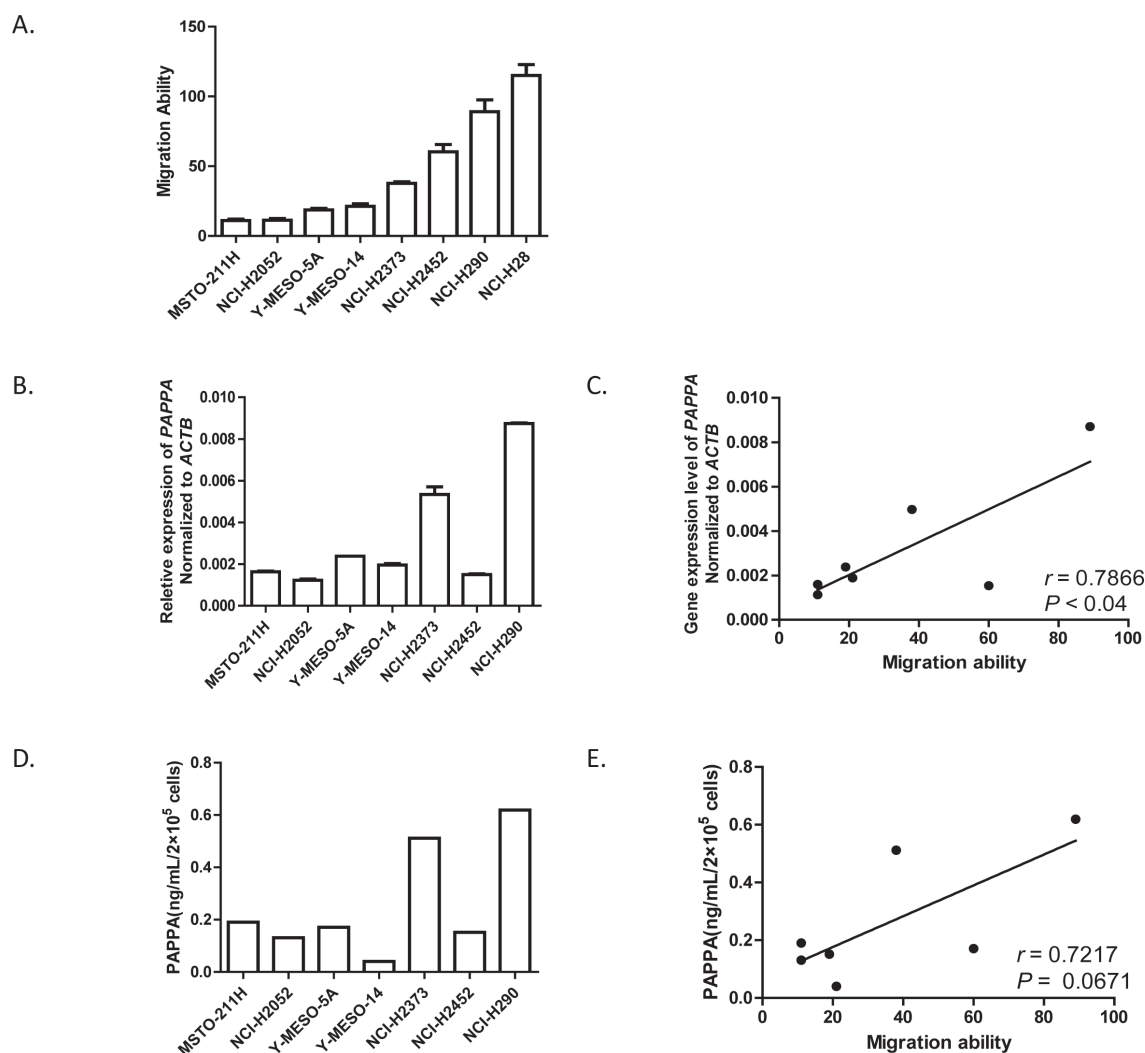 A.
150
100
50
0
Migration Ability
MSTO-211H
NCI-H2052
Y-MESO-5A
Y-MESO-14
NCI-H2373
NCI-H2452
NCI-H290
NCI-H28
B.
Reletive expression of PAPPA
Normalized to ACTB
0.010
0.008
0.006
0.004
0.002
0.000
MSTO-211H
NCI-H2052
Y-MESO-5A
Y-MESO-14
NCI-H2373
NCI-H2452
NCI-H290
C.
Gene expression level of PAPPA
Normalized to ACTB
0.010
0.008
0.006
0.004
0.002
0.000
0 20 40 60 80 100
Migration ability
r = 0.7866
P < 0.04
D.
PAPPA(ng/mL/2×10⁵ cells)
0.8
0.6
0.4
0.2
0.0
MSTO-211H
NCI-H2052
Y-MESO-5A
Y-MESO-14
NCI-H2373
NCI-H2452
NCI-H290
E.
PAPPA(ng/mL/2×10⁵ cells)
0.8
0.6
0.4
0.2
0.0
0 20 40 60 80 100
Migration ability
r = 0.7217
P = 0.0671